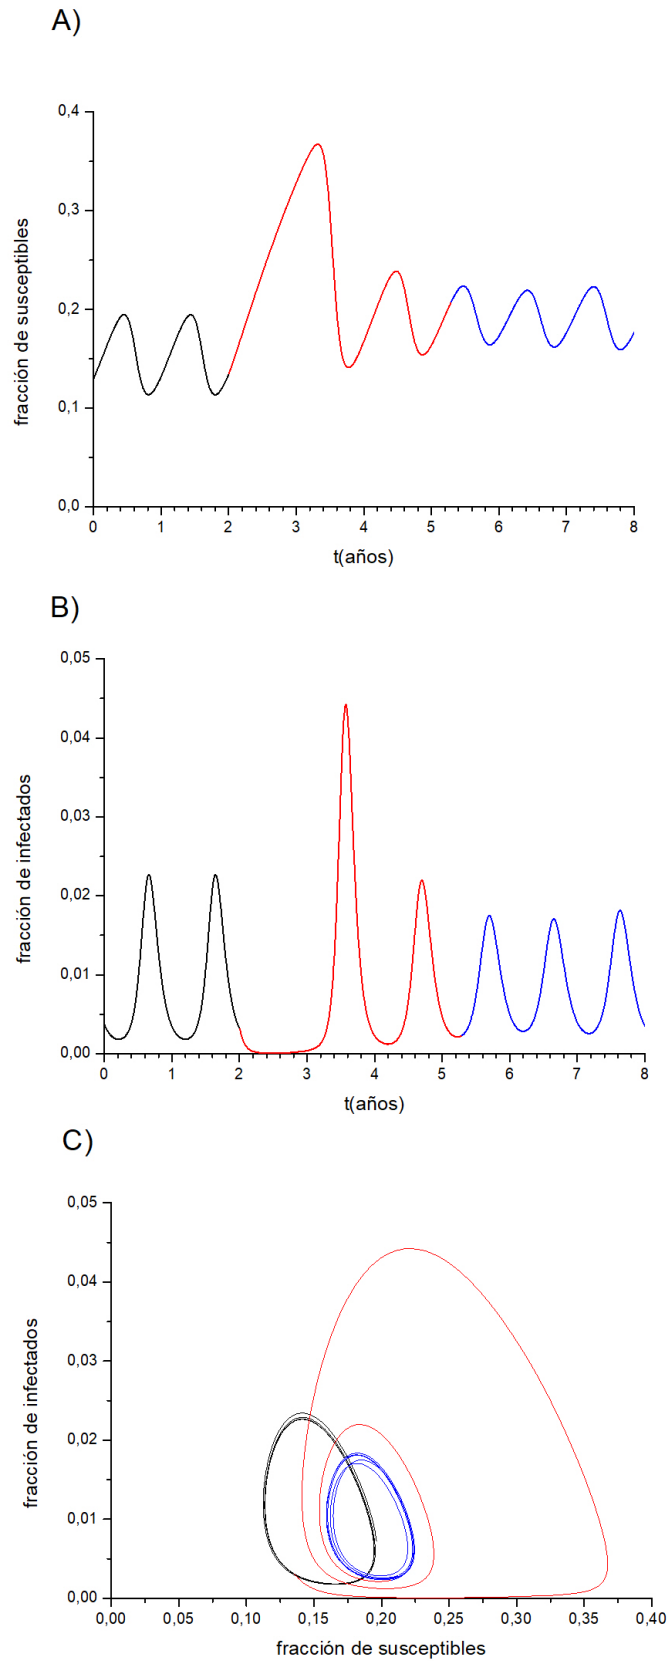 A)
0,4
0,3
0,2
0,1
0,0
fracción de susceptibles
0 1 2 3 4 5 6 7 8
t(años)
B)
0,05
0,04
0,03
0,02
0,01
0,00
fracción de infectados
0 1 2 3 4 5 6 7 8
t(años)
C)
0,05
0,04
0,03
0,02
0,01
0,00
fracción de infectados
0,00 0,05 0,10 0,15 0,20 0,25 0,30 0,35 0,40
fracción de susceptibles